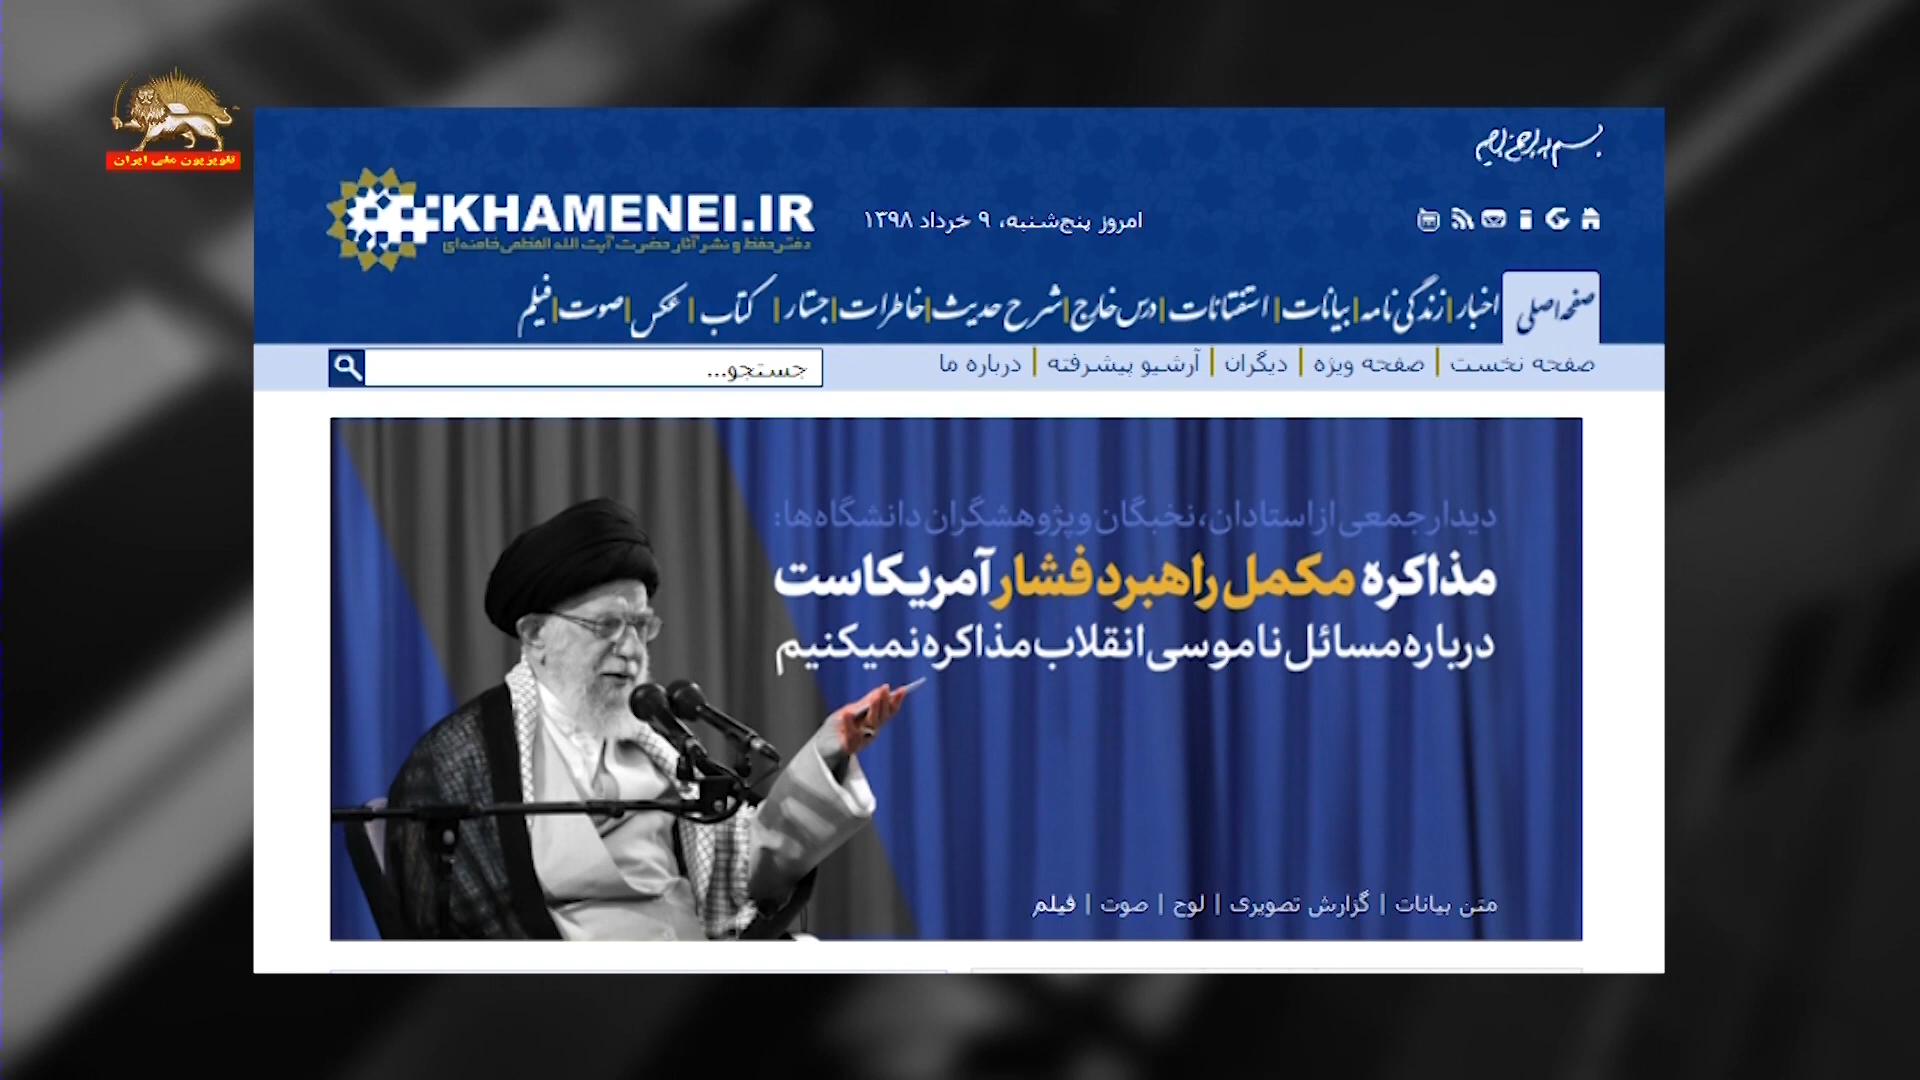 تلویزیون ملی ایران
بسم الله الرحمن الرحیم
KHAMENEI.IR
دفتر حفظ و نشر آثار حضرت آیت الله العظمی خامنه‌ای
امروز پنج‌شنبه، ۹ خرداد ۱۳۹۸
صفحه اصلی
اخبار | زندگی نامه | بیانات | استفتائات | درس خارج | شرح حدیث | خاطرات | جستار | کتاب | عکس | صوت | فیلم
صفحه نخست | صفحه ویژه | دیگران | آرشیو پیشرفته | درباره ما
جستجو...
دیدار جمعی از استادان، نخبگان و پژوهشگران دانشگاه‌ها:
مذاکره مکمل راهبرد فشار آمریکاست
درباره مسائل ناموسی انقلاب مذاکره نمیکنیم
متن بیانات | گزارش تصویری | لوح | صوت | فیلم